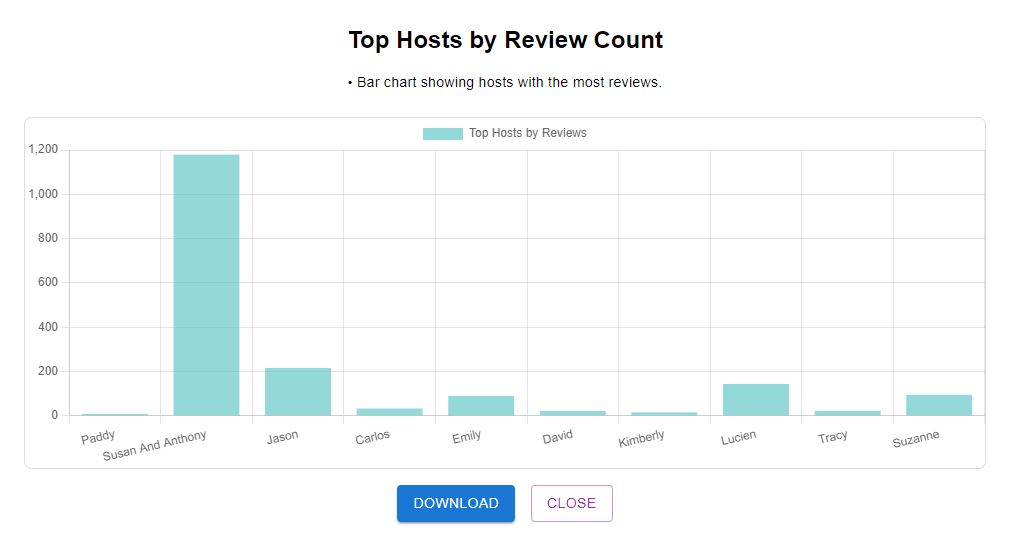 Top Hosts by Review Count
• Bar chart showing hosts with the most reviews.
Top Hosts by Reviews
1,200
1,000
800
600
400
200
0
Paddy
Susan And Anthony
Jason
Carlos
Emily
David
Kimberly
Lucien
Tracy
Suzanne
DOWNLOAD
CLOSE